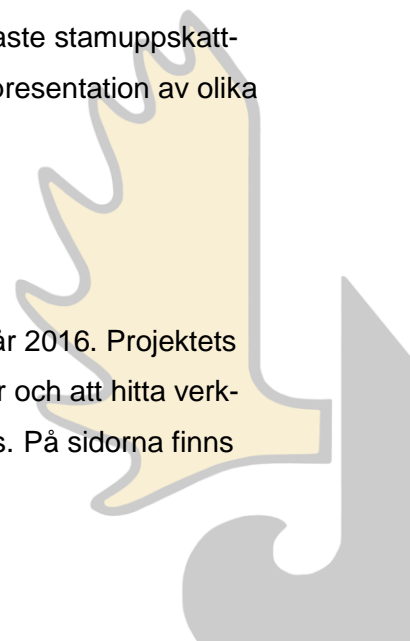 aste stamuppskatt-
presentation av olika
år 2016. Projektets
r och att hitta verk-
s. På sidorna finns